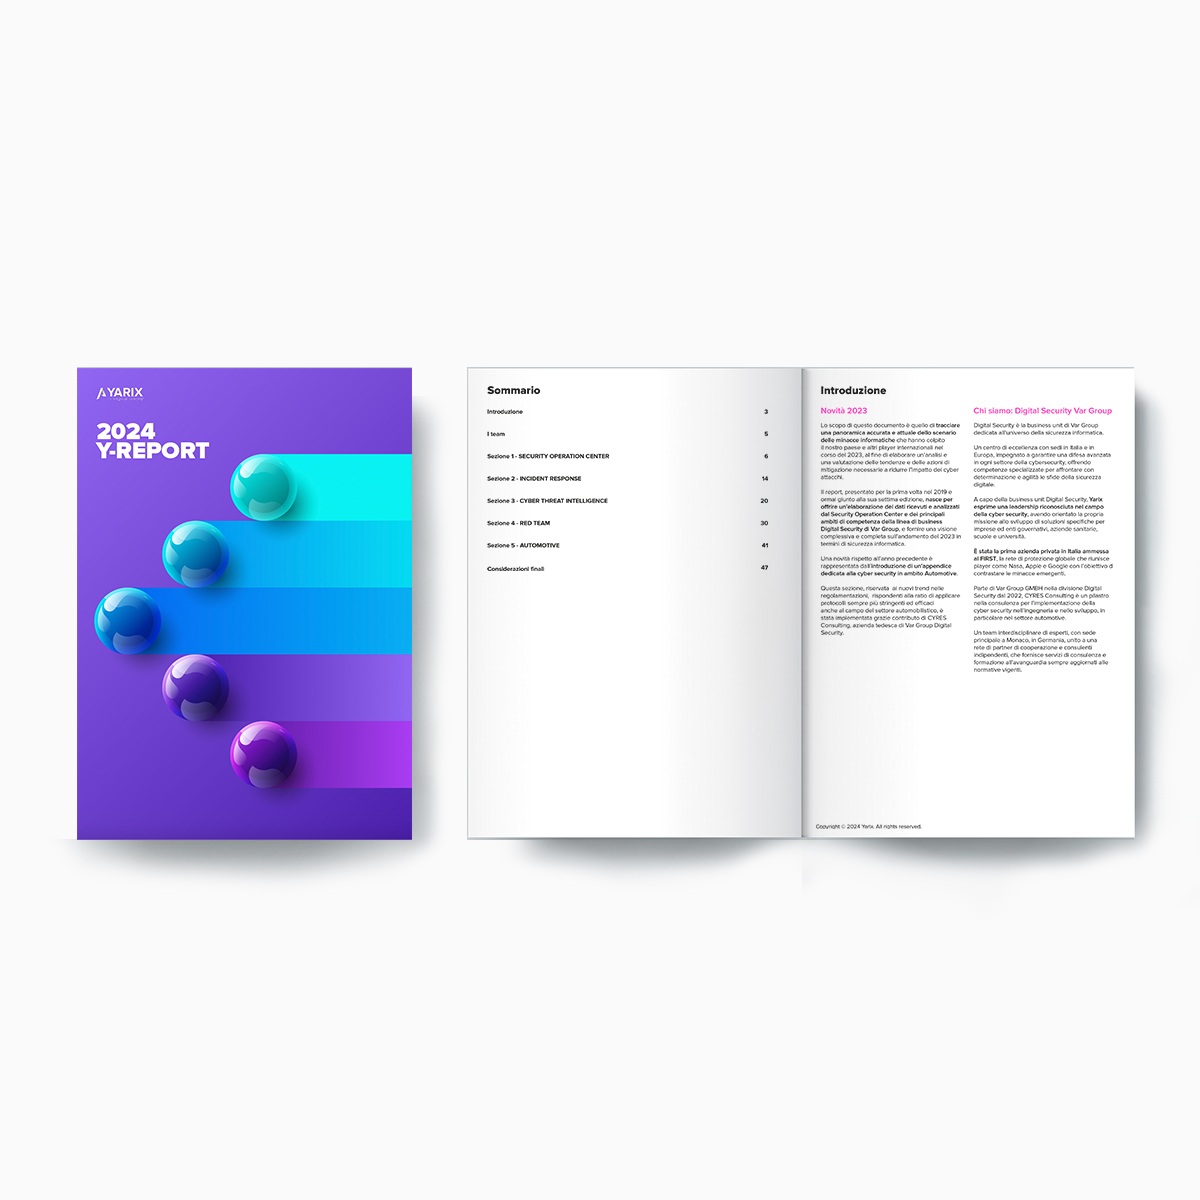 YARIX
2024
Y-REPORT
Sommario
Introduzione 3
I team 5
Sezione 1 - SECURITY OPERATION CENTER 6
Sezione 2 - INCIDENT RESPONSE 14
Sezione 3 - CYBER THREAT INTELLIGENCE 20
Sezione 4 - RED TEAM 30
Sezione 5 - AUTOMOTIVE 41
Considerazioni finali 47
Introduzione
Novità 2023
Lo scopo di questo documento è quello di tracciare
una panoramica accurata e attuale dello scenario
delle minacce informatiche che hanno colpito
il nostro paese e altri player internazionali nel
corso del 2023, al fine di elaborare un'analisi e
una valutazione delle tendenze e delle azioni di
mitigazione necessarie a ridurre l'impatto dei cyber
attacchi.
Il report, presentato per la prima volta nel 2019 e
ormai giunto alla sua settima edizione, nasce per
offrire un'elaborazione dei dati ricevuti e analizzati
dal Security Operation Center e dei principali
ambiti di competenza della linea di business
Digital Security di Var Group, e fornire una visione
complessiva e completa sull'andamento del 2023 in
termini di sicurezza informatica.
Una novità rispetto all'anno precedente è
rappresentata dall'introduzione di un'appendice
dedicata alla cyber security in ambito Automotive.
Questa sezione, riservata ai nuovi trend nelle
regolamentazioni, rispondenti alla ratio di applicare
protocolli sempre più stringenti ed efficaci
anche al campo del settore automobilistico, è
stata implementata grazie contributo di CYRES
Consulting, azienda tedesca di Var Group Digital
Security.
Chi siamo: Digital Security Var Group
Digital Security è la business unit di Var Group
dedicata all'universo della sicurezza informatica.
Un centro di eccellenza con sedi in Italia e in
Europa, impegnato a garantire una difesa avanzata
in ogni settore della cybersecurity, offrendo
competenze specializzate per affrontare con
determinazione e agilità le sfide della sicurezza
digitale.
A capo della business unit Digital Security, Yarix
esprime una leadership riconosciuta nel campo
della cyber security, avendo orientato la propria
missione allo sviluppo di soluzioni specifiche per
imprese ed enti governativi, aziende sanitarie,
scuole e università.
È stata la prima azienda privata in Italia ammessa
al FIRST, la rete di protezione globale che riunisce
player come Nasa, Apple e Google con l'obiettivo di
contrastare le minacce emergenti.
Parte di Var Group GMBH nella divisione Digital
Security dal 2022, CYRES Consulting è un pilastro
nella consulenza per l'implementazione della
cyber security nell'ingegneria e nello sviluppo, in
particolare nel settore automotive.
Un team interdisciplinare di esperti, con sede
principale a Monaco, in Germania, unito a una
rete di partner di cooperazione e consulenti
indipendenti, che fornisce servizi di consulenza e
formazione all'avanguardia sempre aggiornati alle
normative vigenti.
Copyright © 2024 Yarix. All rights reserved.